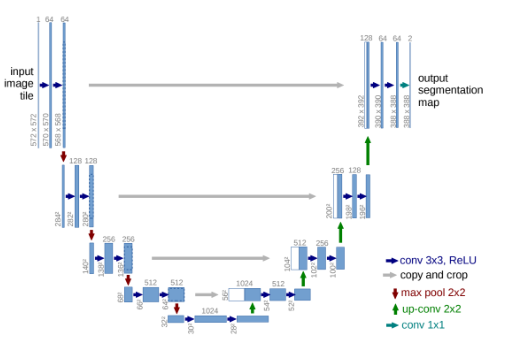 1 64 64
128 64 64 2
input
image
tile
output
segmentation
map
572 x 572
570 x 570
568 x 568
392 x 392
390 x 390
388 x 388
388 x 388
128 128
256 128
284²
282²
280²
200²
198²
196²
256 256
512 256
140²
138²
136²
104²
102²
100²
512 512
1024 512
68²
66²
64²
56²
54²
52²
1024
32²
30²
28²
conv 3x3, ReLU
copy and crop
max pool 2x2
up-conv 2x2
conv 1x1